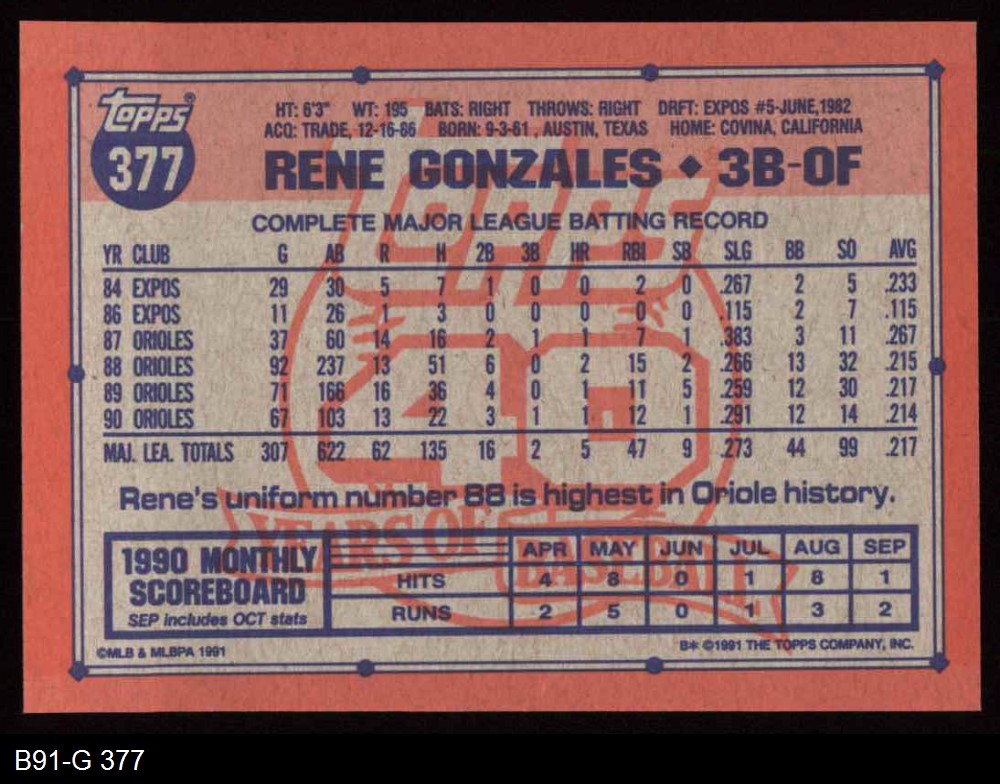 Topps®
377
HT: 6'3" WT: 195 BATS: RIGHT THROWS: RIGHT DRFT: EXPOS #5-JUNE, 1982
ACQ: TRADE, 12-16-86 BORN: 9-3-61, AUSTIN, TEXAS HOME: COVINA, CALIFORNIA
RENE GONZALES ◆ 3B-OF
Topps
40
YEARS OF BASEBALL
COMPLETE MAJOR LEAGUE BATTING RECORD
YR CLUB G AB R H 2B 3B HR RBI SB SLG BB SO AVG
84 EXPOS 29 30 5 7 1 0 0 2 0 .267 2 5 .233
86 EXPOS 11 26 1 3 0 0 0 0 0 .115 2 7 .115
87 ORIOLES 37 60 14 16 2 1 1 7 1 .383 3 11 .267
88 ORIOLES 92 237 13 51 6 0 2 15 2 .266 13 32 .215
89 ORIOLES 71 166 16 36 4 0 1 11 5 .259 12 30 .217
90 ORIOLES 67 103 13 22 3 1 1 12 1 .291 12 14 .214
MAJ. LEA. TOTALS 307 622 62 135 16 2 5 47 9 .273 44 99 .217
Rene's uniform number 88 is highest in Oriole history.
1990 MONTHLY
SCOREBOARD
SEP includes OCT stats
APR MAY JUN JUL AUG SEP
HITS 4 8 0 1 8 1
RUNS 2 5 0 1 3 2
©MLB & MLBPA 1991
B* ©1991 THE TOPPS COMPANY, INC.
B91-G 377